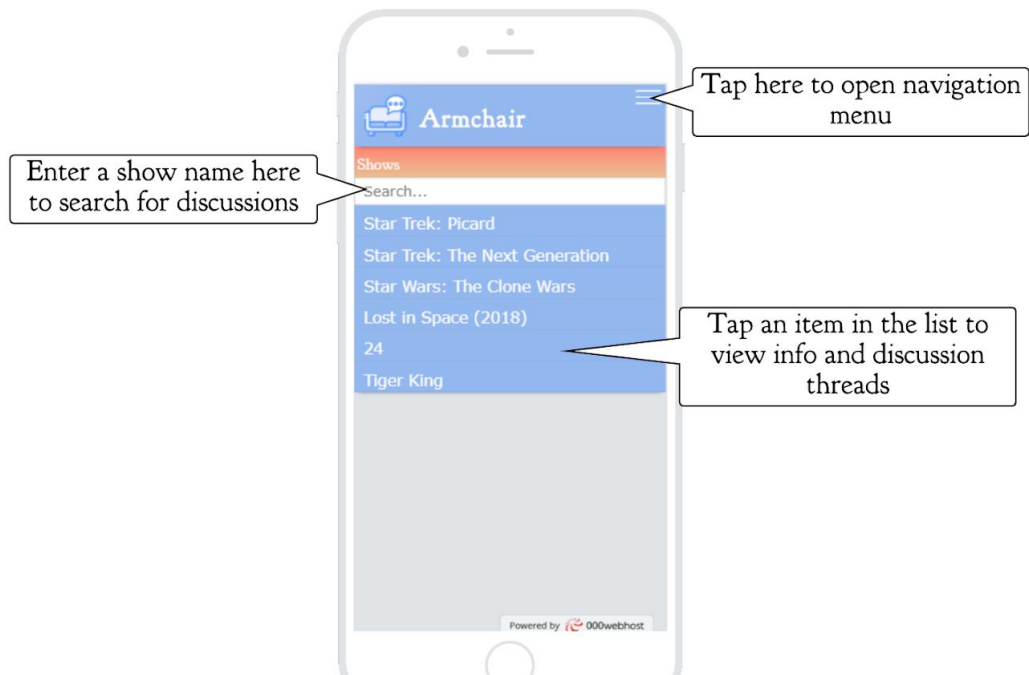 Armchair
Tap here to open navigation
menu
Shows
Enter a show name here
to search for discussions
Search...
Star Trek: Picard
Star Trek: The Next Generation
Star Wars: The Clone Wars
Lost in Space (2018)
24
Tiger King
Tap an item in the list to
view info and discussion
threads
Powered by 000webhost